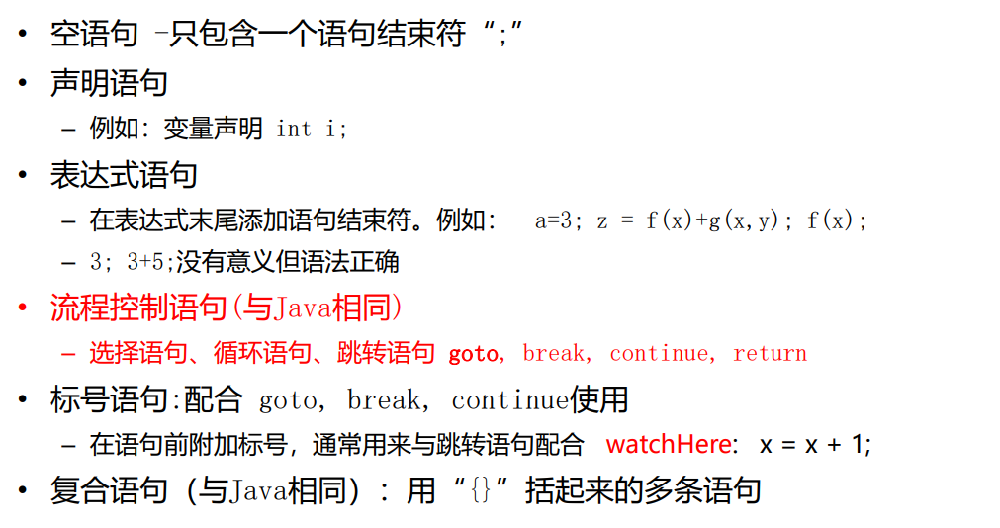 • 空语句 -只包含一个语句结束符“;”
• 声明语句
– 例如：变量声明 int i;
• 表达式语句
– 在表达式末尾添加语句结束符。例如： a=3; z = f(x)+g(x,y); f(x);
– 3; 3+5;没有意义但语法正确
• 流程控制语句(与Java相同)
– 选择语句、循环语句、跳转语句 goto, break, continue, return
• 标号语句:配合 goto, break, continue使用
– 在语句前附加标号，通常用来与跳转语句配合 watchHere: x = x + 1;
• 复合语句（与Java相同）：用“{}”括起来的多条语句